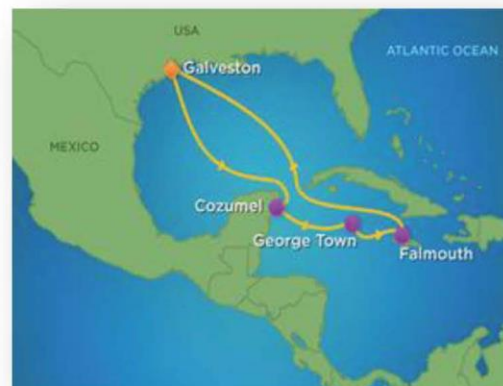 USA
ATLANTIC OCEAN
Galveston
MEXICO
Cozumel
George Town
Falmouth